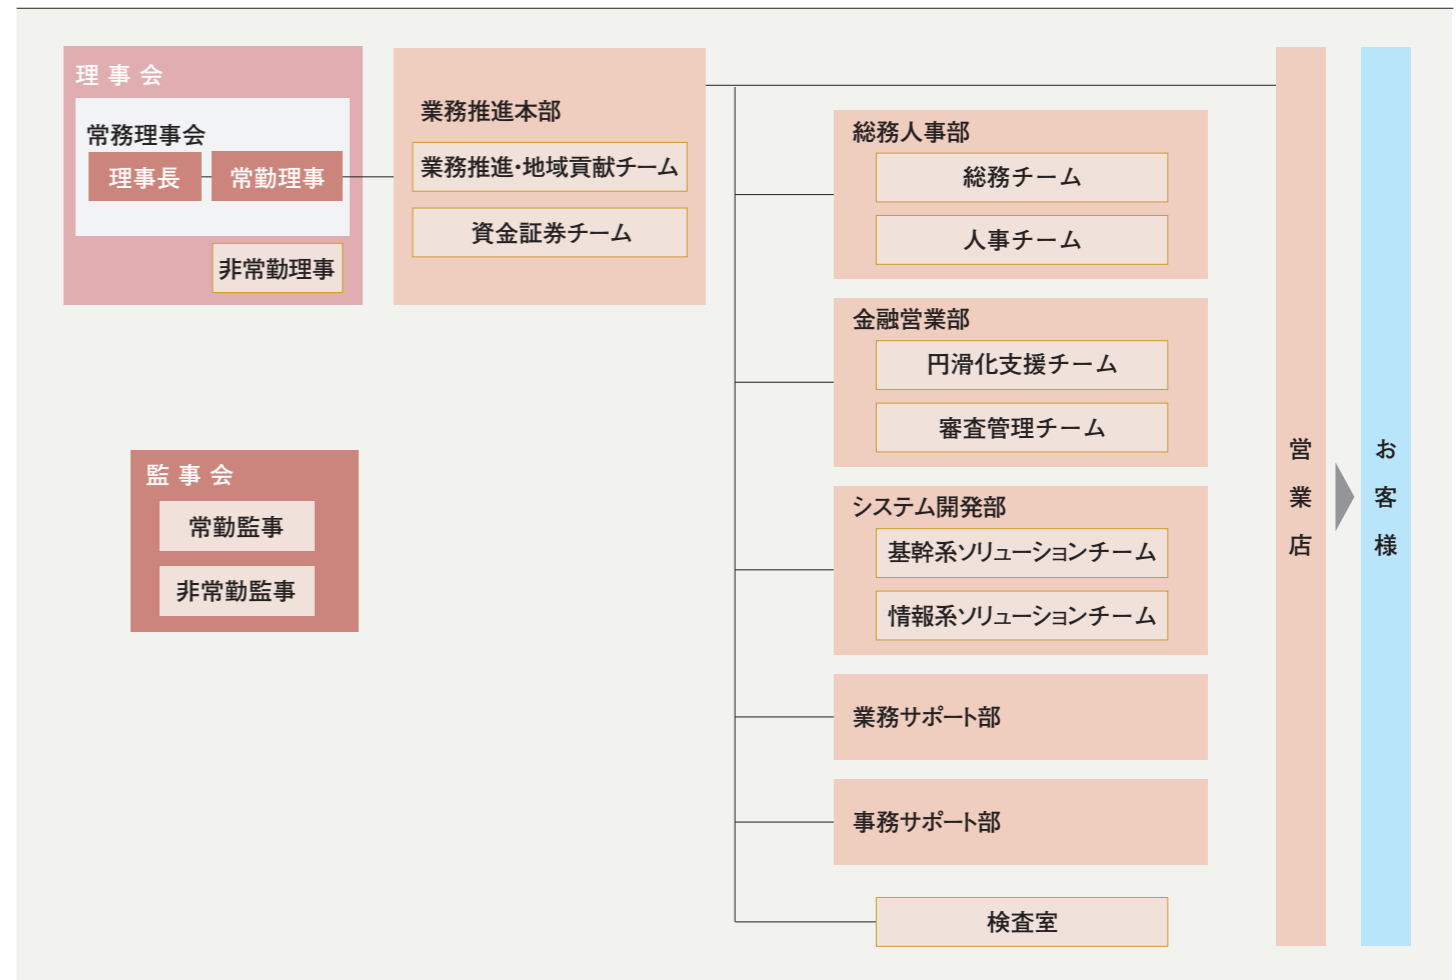 理事会
常務理事会
理事長
常勤理事
非常勤理事
業務推進本部
業務推進・地域貢献チーム
資金証券チーム
監事会
常勤監事
非常勤監事
総務人事部
総務チーム
人事チーム
金融営業部
円滑化支援チーム
審査管理チーム
システム開発部
基幹系ソリューションチーム
情報系ソリューションチーム
業務サポート部
事務サポート部
検査室
営業店
お客様